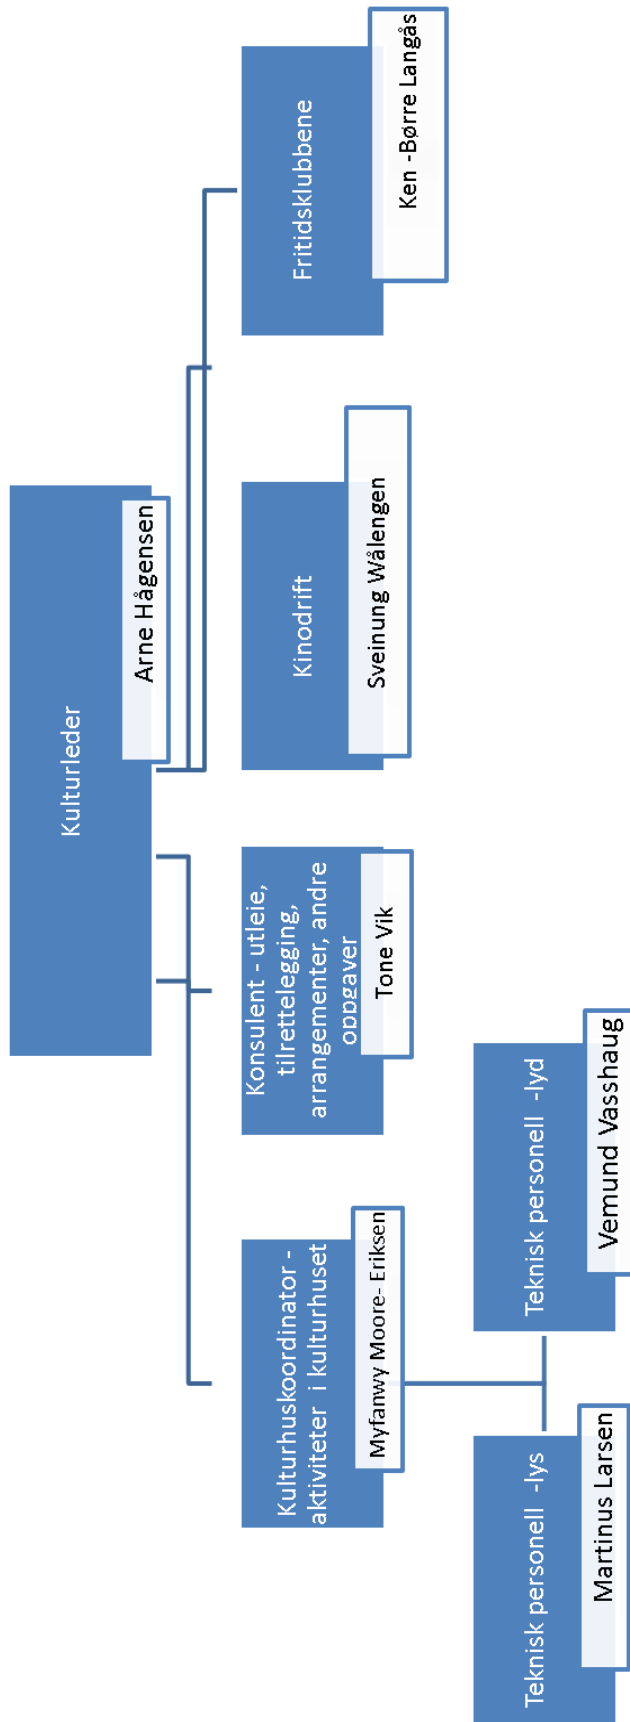 Kulturleder
Arne Hågensen
Kulturhuskoordinator -
aktiviteter i kulturhuset
Myfanwy Moore- Eriksen
Konsulent - utleie,
tilrettelegging,
arrangementer, andre
oppgaver
Tone Vik
Kinodrift
Sveinung Wålengen
Fritidsklubbene
Ken -Børre Langås
Teknisk personell -lys
Martinus Larsen
Teknisk personell -lyd
Vemund Vasshaug